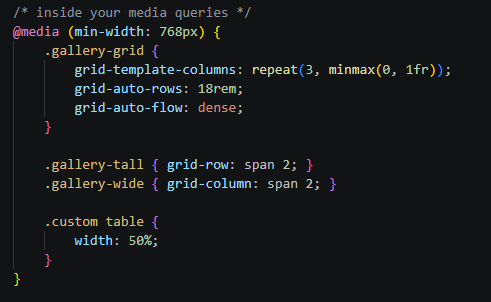 /* inside your media queries */
@media (min-width: 768px) {
    .gallery-grid {
        grid-template-columns: repeat(3, minmax(0, 1fr));
        grid-auto-rows: 18rem;
        grid-auto-flow: dense;
    }

    .gallery-tall { grid-row: span 2; }
    .gallery-wide { grid-column: span 2; }

    .custom table {
        width: 50%;
    }
}